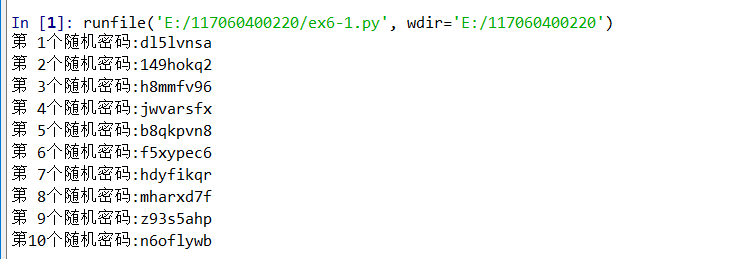 In [1]: runfile('E:/117060400220/ex6-1.py', wdir='E:/117060400220')
第 1个随机密码:dl5lvnsa
第 2个随机密码:149hokq2
第 3个随机密码:h8mmfv96
第 4个随机密码:jwvarsfx
第 5个随机密码:b8qkpvn8
第 6个随机密码:f5xypec6
第 7个随机密码:hdyfikqr
第 8个随机密码:mharxd7f
第 9个随机密码:z93s5ahp
第10个随机密码:n6oflywb